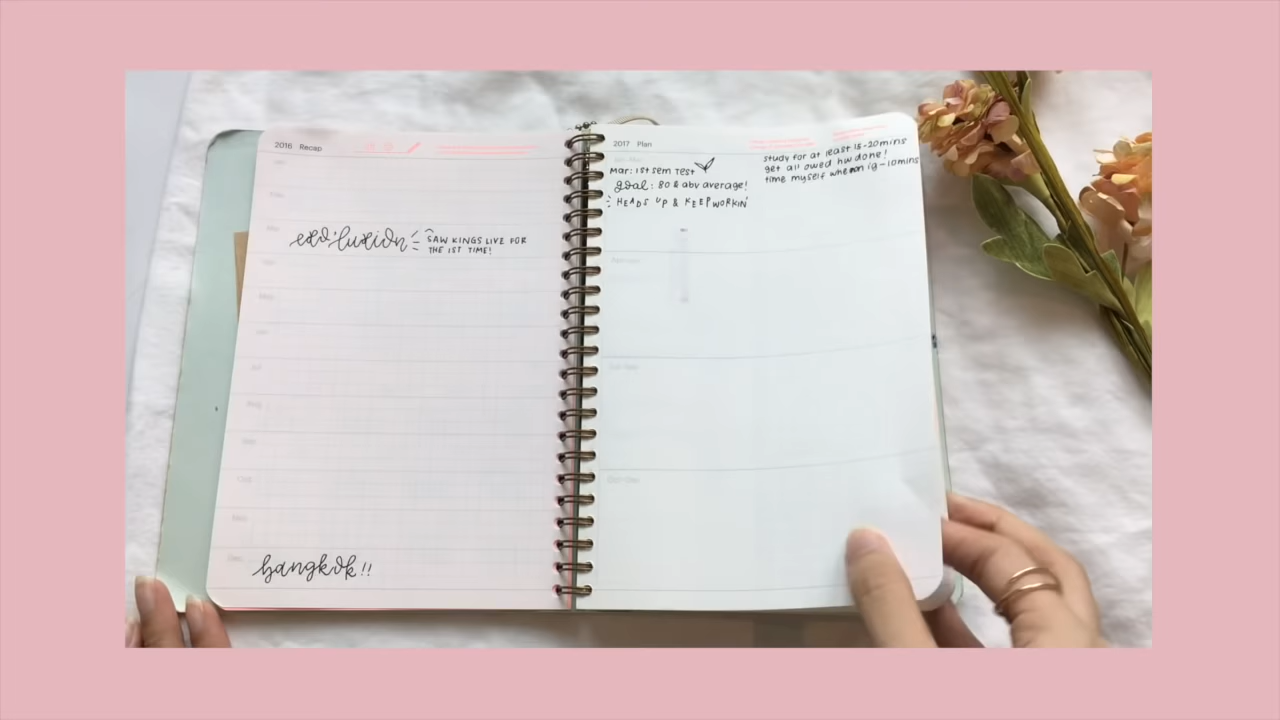 2016 Recap
exo'luxion
SAW KINGS LIVE FOR
THE 1ST TIME!
bangkok!!
2017 Plan
Mar: 1st sem test
goal: 80 & abv average!
HEADS UP & KEEP WORKIN'
study for at least 15-20mins
get all owed hw done!
time myself when on ig-10mins